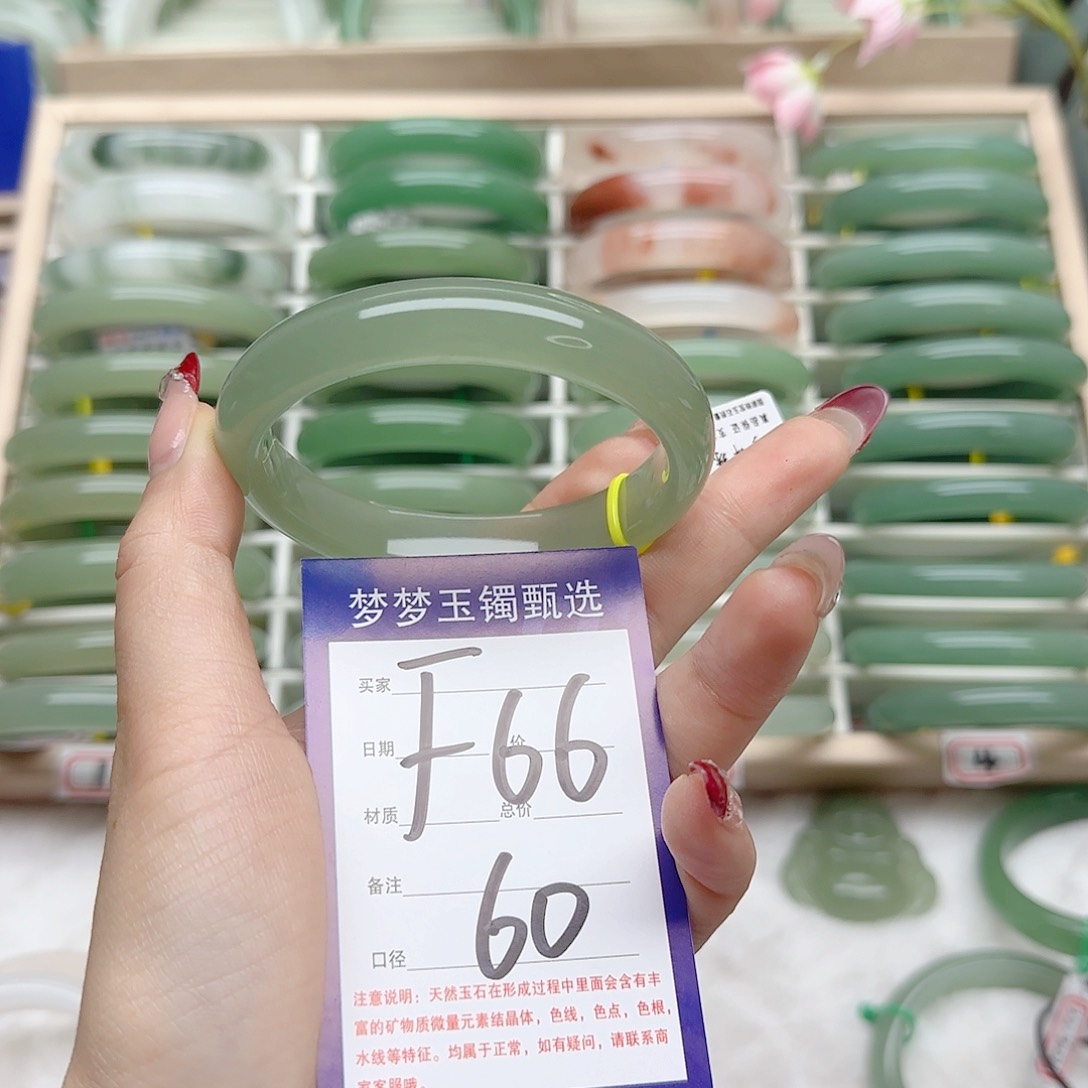 梦梦玉镯甄选
买家
F66
日期 价
材质 总价
备注
60
口径
注意说明：天然玉石在形成过程中里面会含有丰
富的矿物质微量元素结晶体，色线，色点，色根，
水线等特征。均属于正常，如有疑问，请联系商
家客服哦。